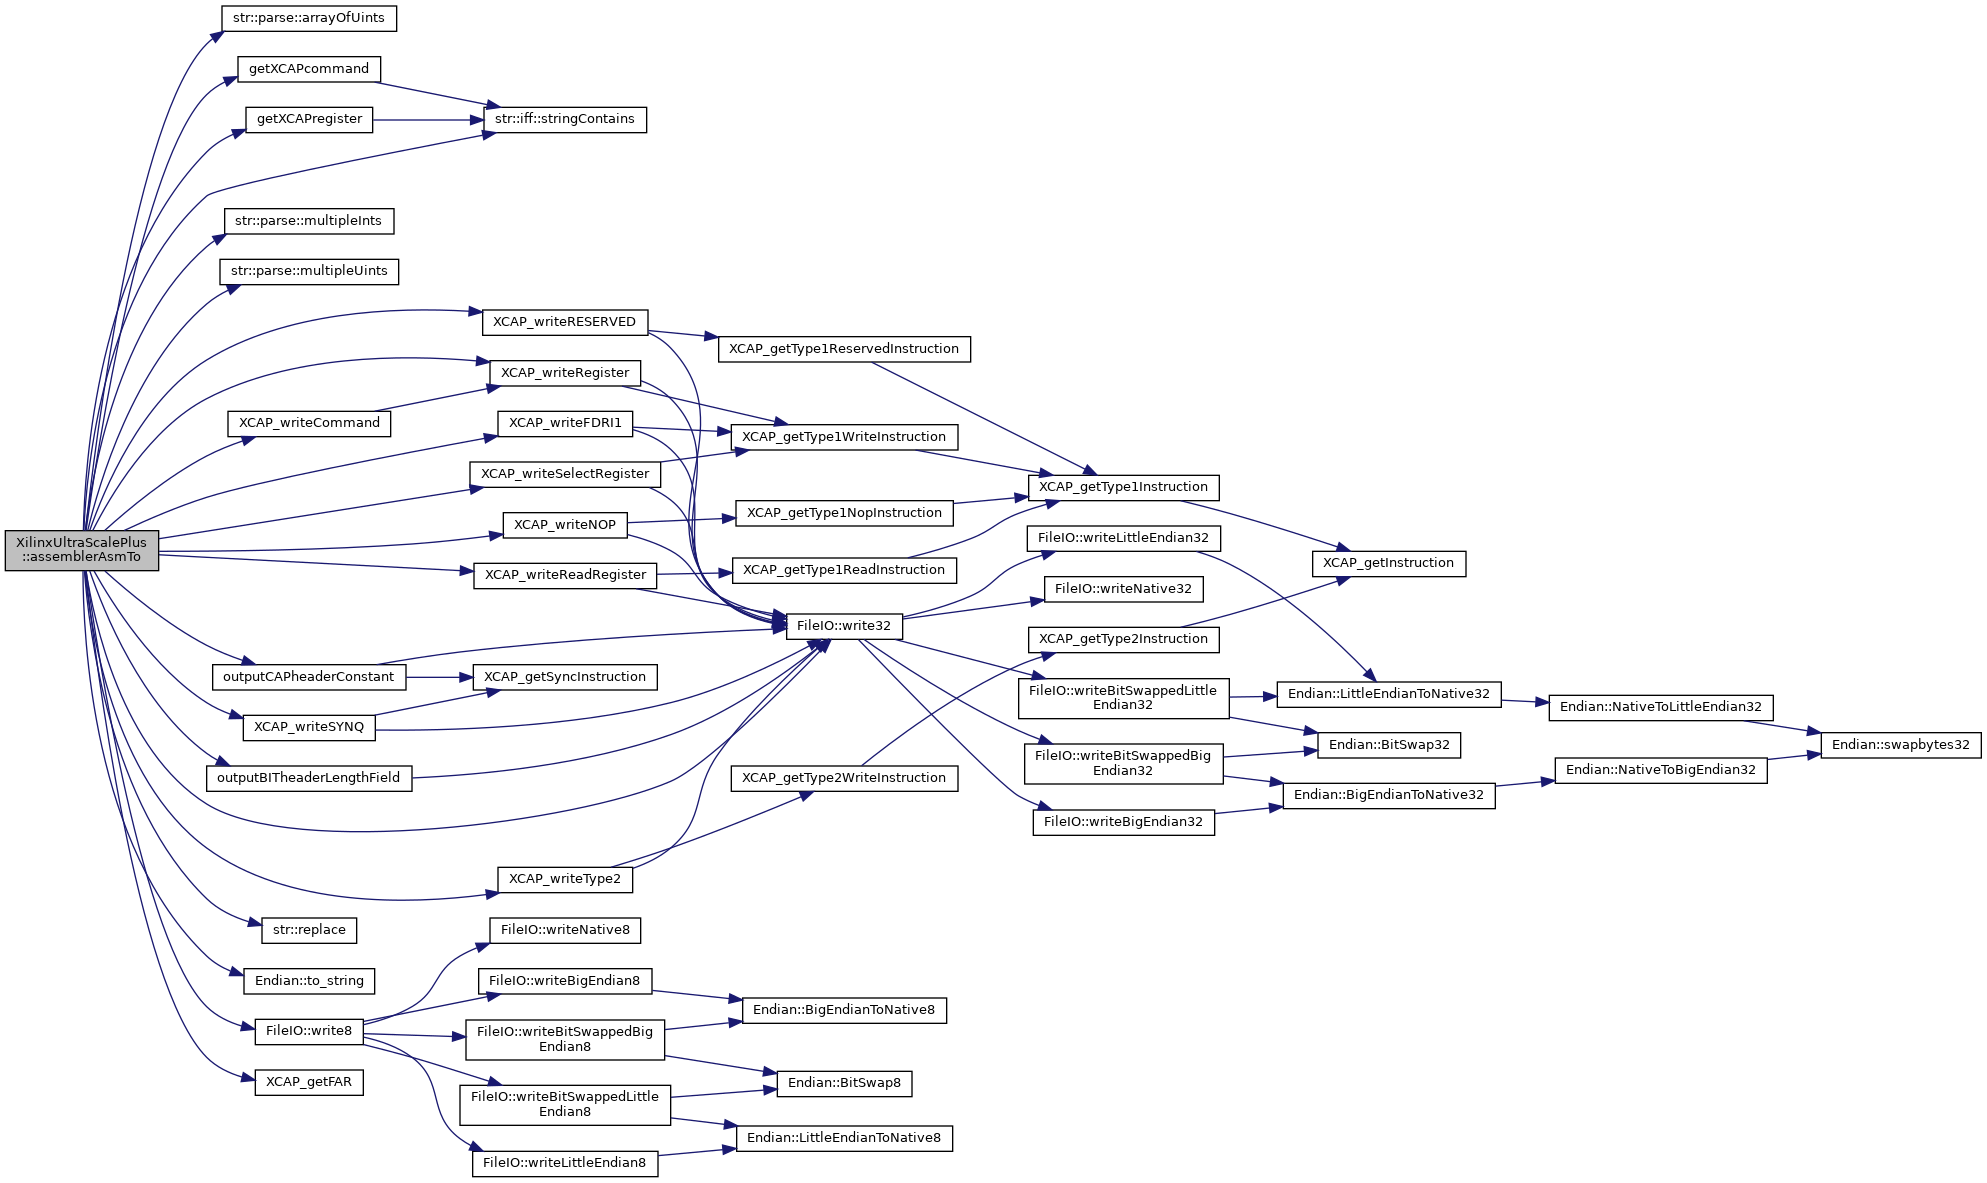 str::parse::arrayOfUints
getXCAPcommand
getXCAPregister
str::iff::stringContains
str::parse::multipleInts
str::parse::multipleUints
XCAP_writeRESERVED
XCAP_getType1ReservedInstruction
XCAP_writeRegister
XCAP_writeCommand
XCAP_writeFDRI1
XCAP_getType1WriteInstruction
XCAP_writeSelectRegister
XCAP_getType1Instruction
XCAP_writeNOP
XCAP_getType1NopInstruction
XilinxUltraScalePlus
::assemblerAsmTo
FileIO::writeLittleEndian32
XCAP_getInstruction
XCAP_writeReadRegister
XCAP_getType1ReadInstruction
FileIO::writeNative32
FileIO::write32
XCAP_getType2Instruction
outputCAPheaderConstant
XCAP_getSyncInstruction
FileIO::writeBitSwappedLittle
Endian32
Endian::LittleEndianToNative32
Endian::NativeToLittleEndian32
XCAP_writeSYNQ
FileIO::writeBitSwappedBig
Endian32
Endian::BitSwap32
Endian::swapbytes32
outputBITheaderLengthField
XCAP_getType2WriteInstruction
Endian::BigEndianToNative32
Endian::NativeToBigEndian32
FileIO::writeBigEndian32
XCAP_writeType2
str::replace
FileIO::writeNative8
Endian::to_string
FileIO::writeBigEndian8
Endian::BigEndianToNative8
FileIO::write8
FileIO::writeBitSwappedBig
Endian8
XCAP_getFAR
Endian::BitSwap8
FileIO::writeBitSwappedLittle
Endian8
Endian::LittleEndianToNative8
FileIO::writeLittleEndian8